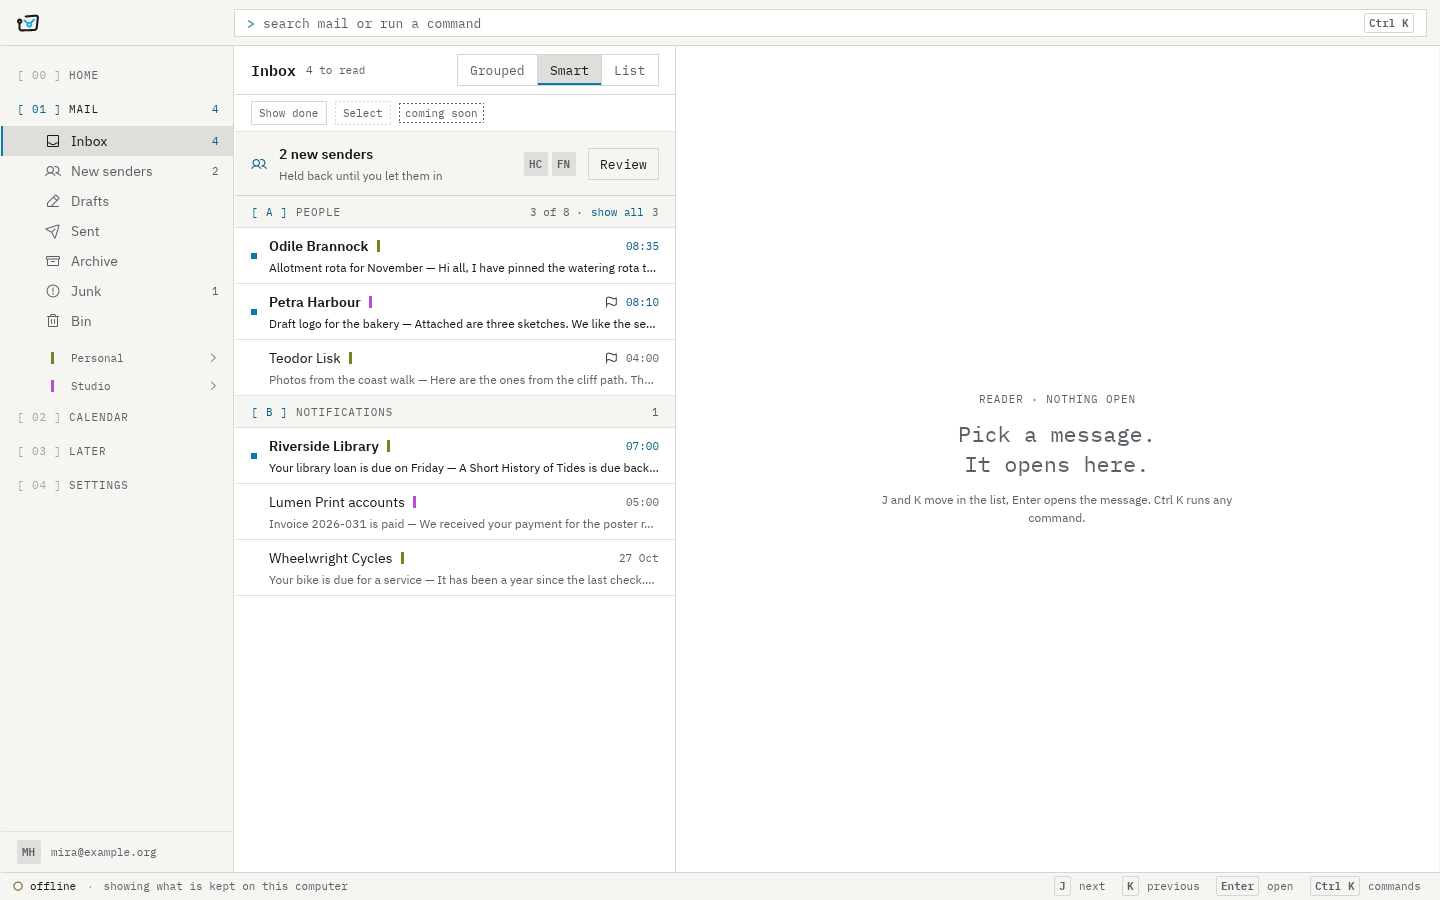 > search mail or run a command Ctrl K
[ 00 ] HOME
[ 01 ] MAIL 4
Inbox 4
New senders 2
Drafts
Sent
Archive
Junk 1
Bin
Personal
Studio
[ 02 ] CALENDAR
[ 03 ] LATER
[ 04 ] SETTINGS
MH mira@example.org
Inbox 4 to read Grouped Smart List
Show done Select coming soon
2 new senders
Held back until you let them in
HC FN Review
[ A ] PEOPLE 3 of 8 · show all 3
Odile Brannock 08:35
Allotment rota for November — Hi all, I have pinned the watering rota t…
Petra Harbour 08:10
Draft logo for the bakery — Attached are three sketches. We like the se…
Teodor Lisk 04:00
Photos from the coast walk — Here are the ones from the cliff path. Th…
[ B ] NOTIFICATIONS 1
Riverside Library 07:00
Your library loan is due on Friday — A Short History of Tides is due back…
Lumen Print accounts 05:00
Invoice 2026-031 is paid — We received your payment for the poster r…
Wheelwright Cycles 27 Oct
Your bike is due for a service — It has been a year since the last check.…
READER · NOTHING OPEN
Pick a message.
It opens here.
J and K move in the list, Enter opens the message. Ctrl K runs any
command.
offline · showing what is kept on this computer
J next K previous Enter open Ctrl K commands